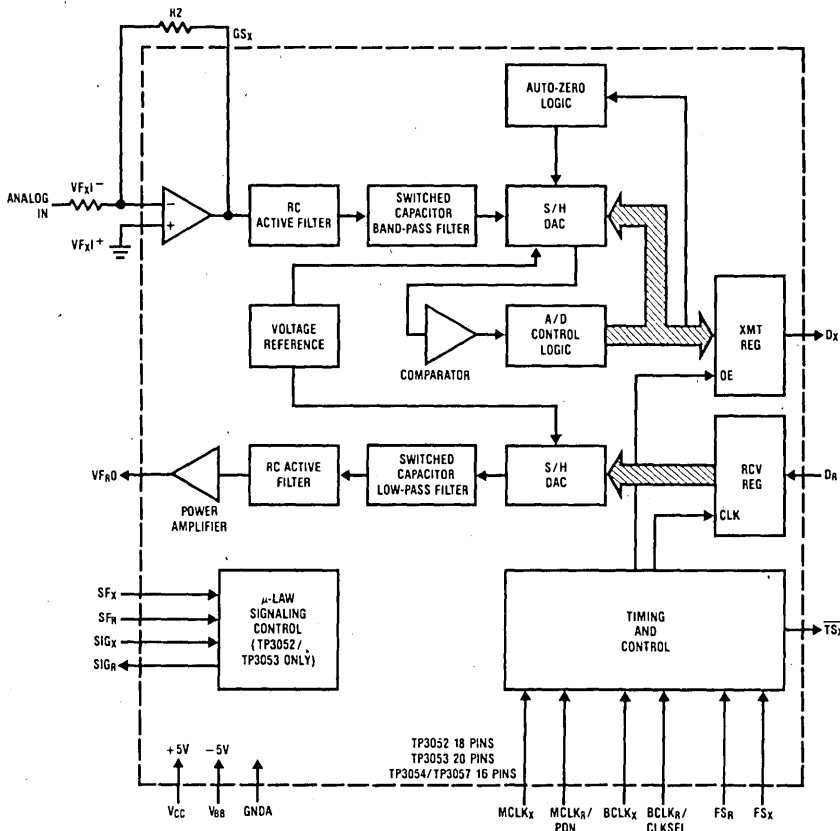 R2
GSX
AUTO-ZERO
LOGIC
ANALOG
IN
VFXI−
VFXI+
−
+
RC
ACTIVE FILTER
SWITCHED
CAPACITOR
BAND-PASS FILTER
S/H
DAC
VOLTAGE
REFERENCE
COMPARATOR
A/D
CONTROL
LOGIC
XMT
REG
OE
DX
VFRO
POWER
AMPLIFIER
RC ACTIVE
FILTER
SWITCHED
CAPACITOR
LOW-PASS FILTER
S/H
DAC
RCV
REG
CLK
DR
SFX
SFR
SIGX
SIGR
μ-LAW
SIGNALING
CONTROL
(TP3052/
TP3053 ONLY)
TIMING
AND
CONTROL
TSX
+5V
−5V
VCC
VBB
GNDA
TP3052 18 PINS
TP3053 20 PINS
TP3054/TP3057 16 PINS
MCLKX
MCLKR/
PDN
BCLKX
BCLKR/
CLKSEL
FSR
FSX